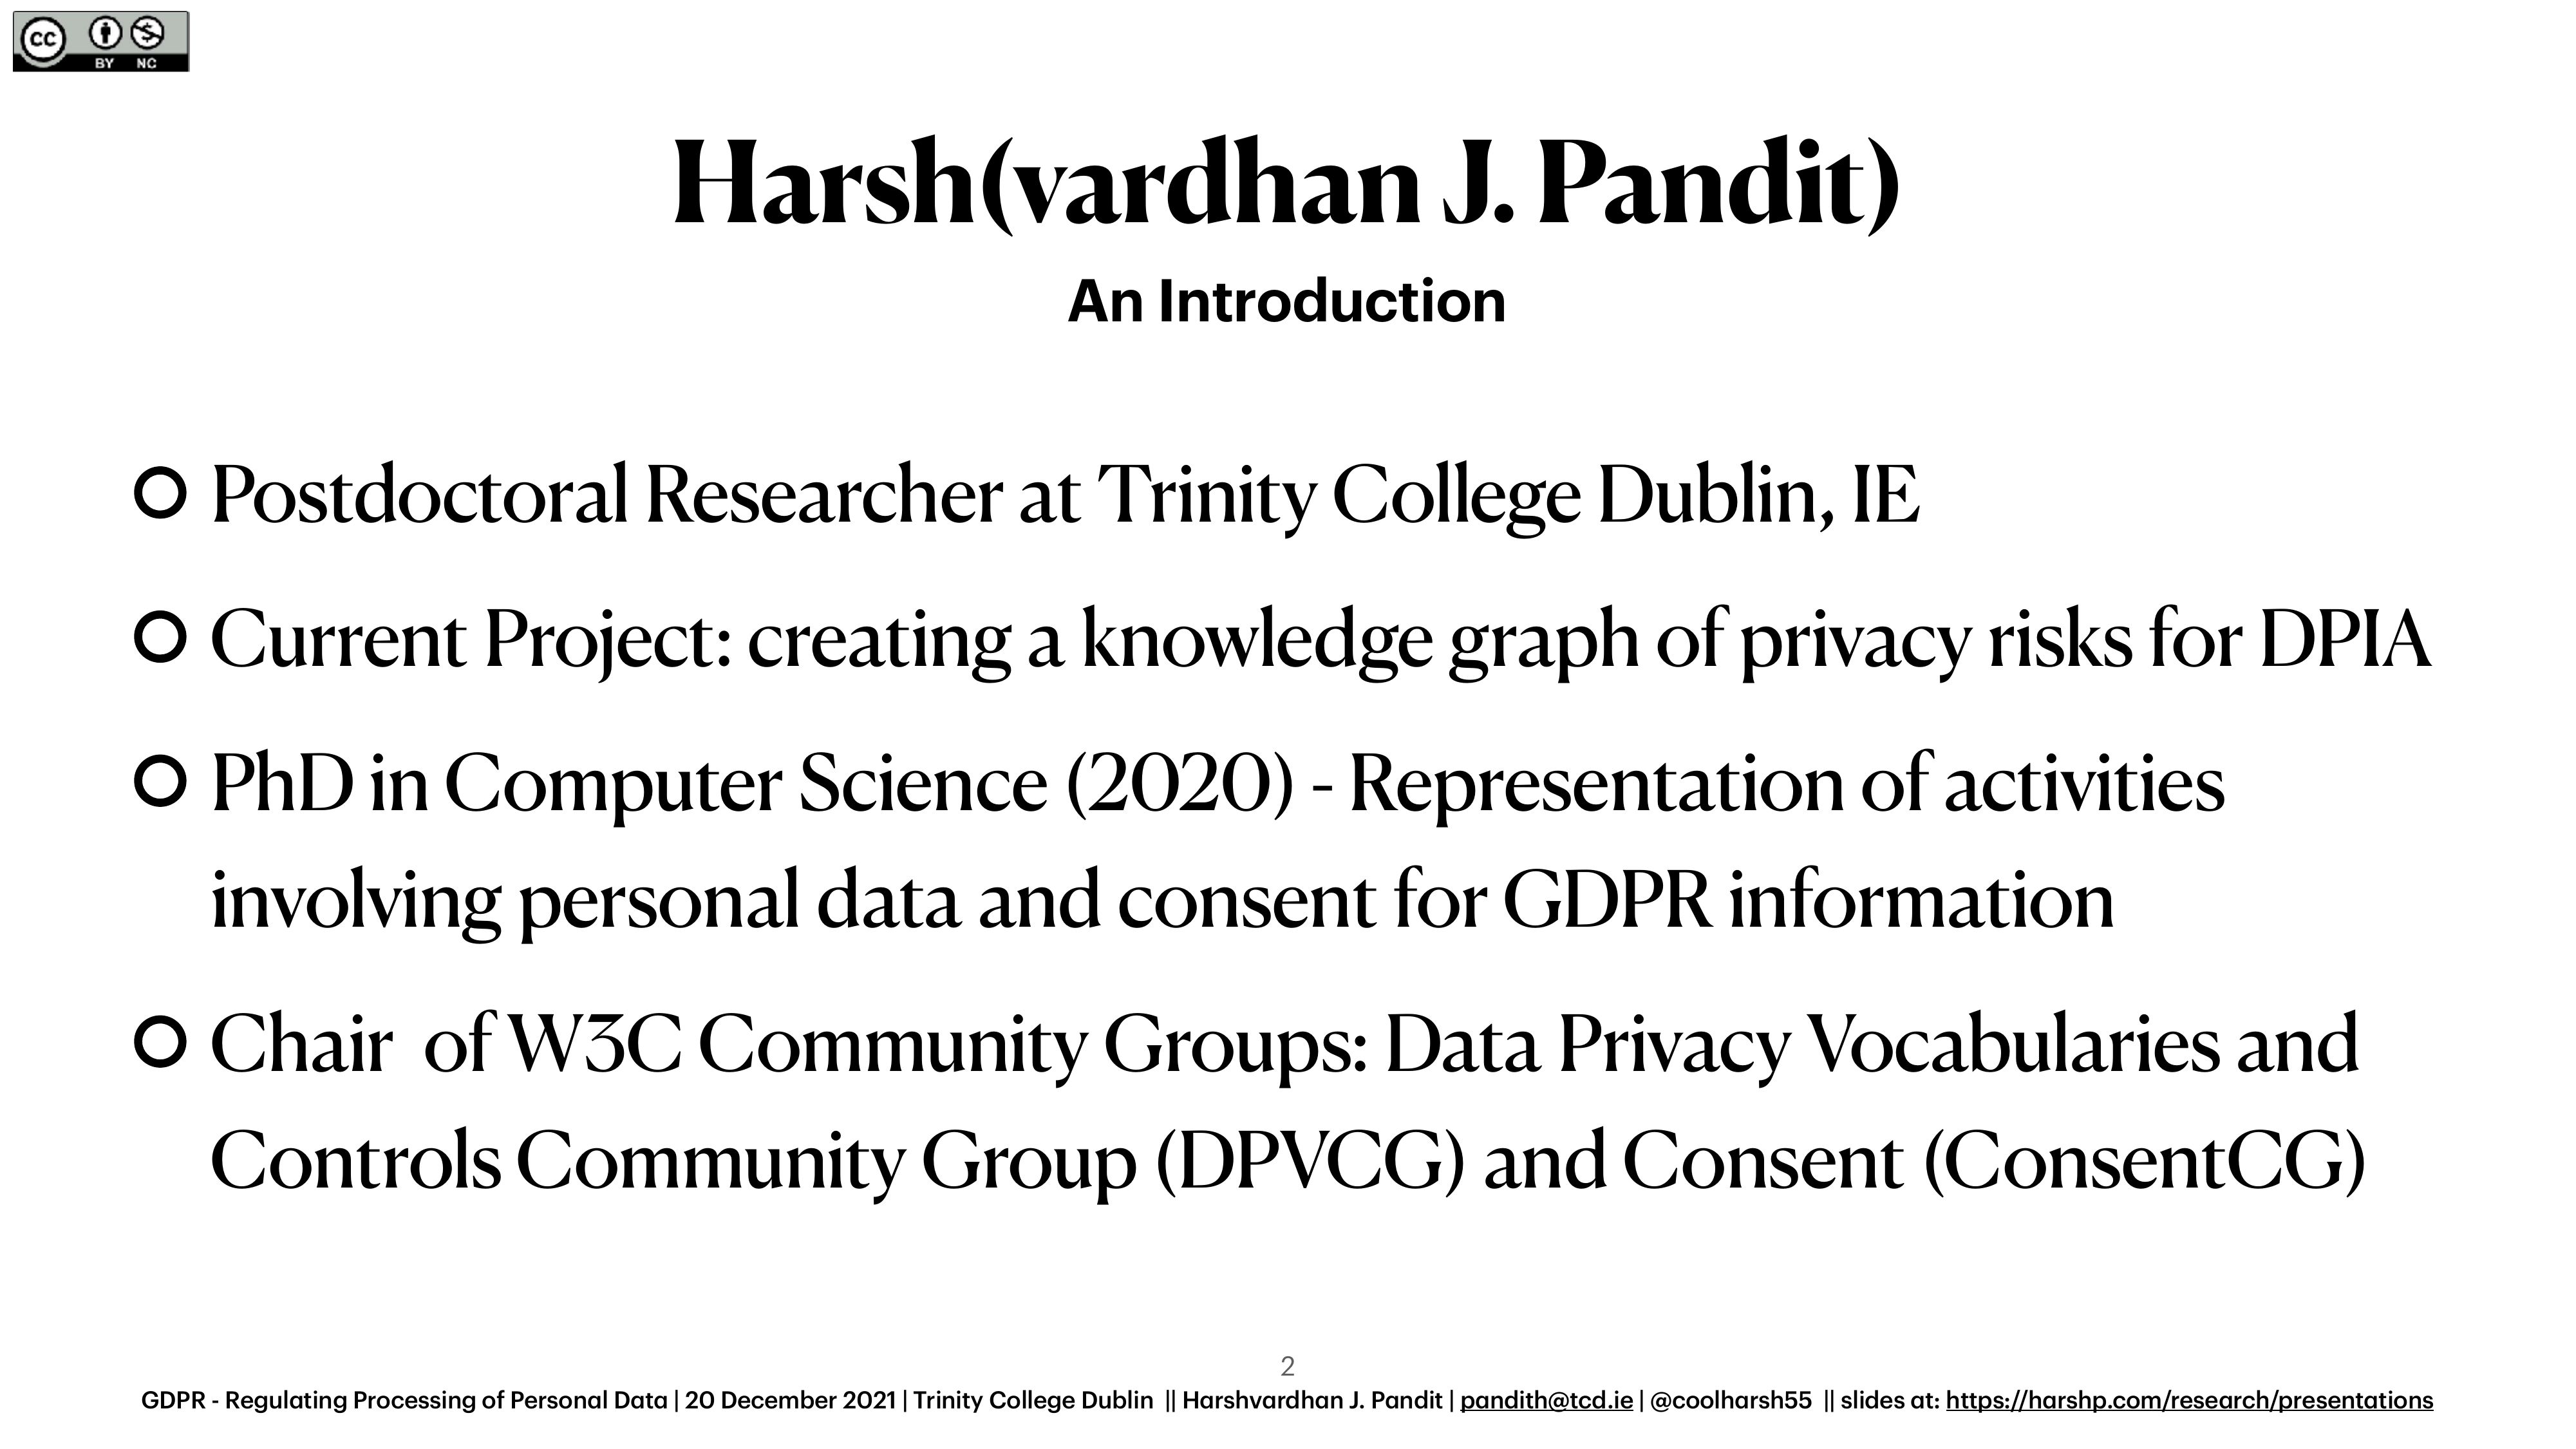 cc BY NC
Harsh(vardhan J. Pandit)
An Introduction
Postdoctoral Researcher at Trinity College Dublin, IE
Current Project: creating a knowledge graph of privacy risks for DPIA
PhD in Computer Science (2020) - Representation of activities
involving personal data and consent for GDPR information
Chair  of W3C Community Groups: Data Privacy Vocabularies and
Controls Community Group (DPVCG) and Consent (ConsentCG)
2
GDPR - Regulating Processing of Personal Data | 20 December 2021 | Trinity College Dublin  || Harshvardhan J. Pandit | pandith@tcd.ie | @coolharsh55  || slides at: https://harshp.com/research/presentations